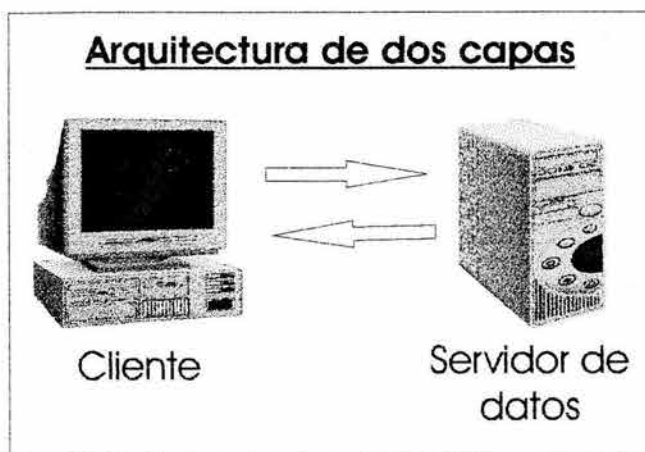 Arquitectura de dos capas
Cliente
Servidor de
datos